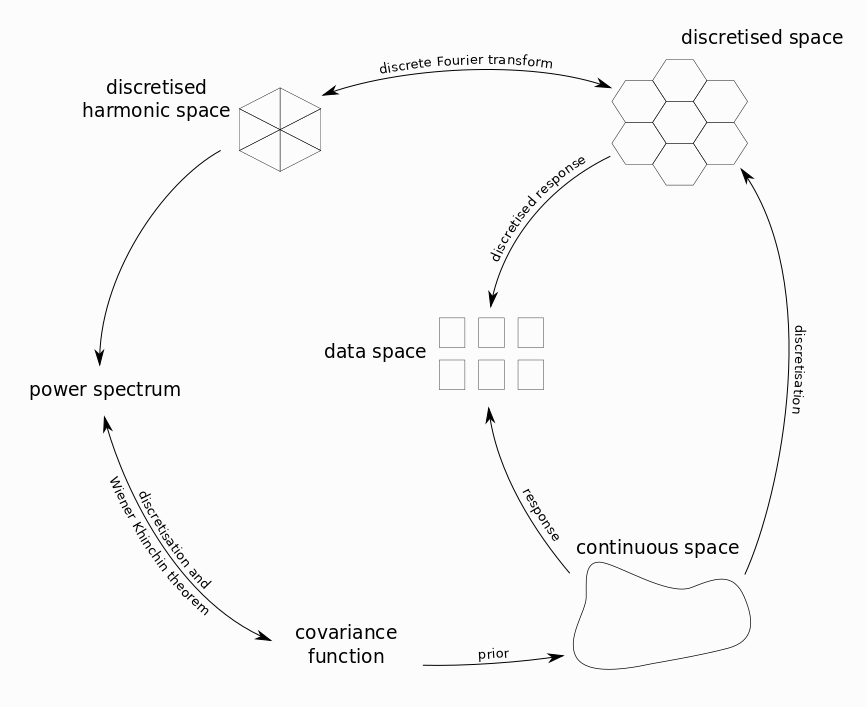 discretised space
discrete Fourier transform
discretised
harmonic space
discretised response
discretisation
data space
power spectrum
discretisation and
Wiener Khinchin theorem
response
continuous space
covariance
function
prior